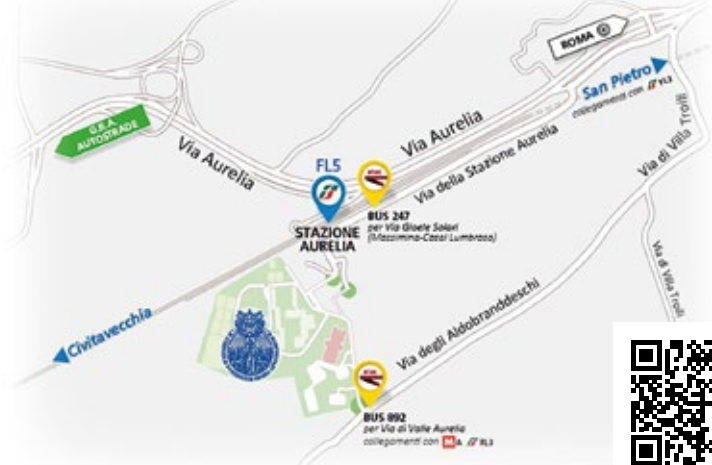 ROMA
San Pietro
collegamenti con FL3
G.R.A.
AUTOSTRADE
Via Aurelia
Via Aurelia
Via della Stazione Aurelia
Via di Villa Troili
Via di Villa Troili
FL5
STAZIONE
AURELIA
BUS 247
per Via Gioele Solari
(Massimina-Casal Lumbroso)
Civitavecchia
Via degli Aldobranddeschi
BUS 892
per Via di Valle Aurelia
collegamenti con M A FL3